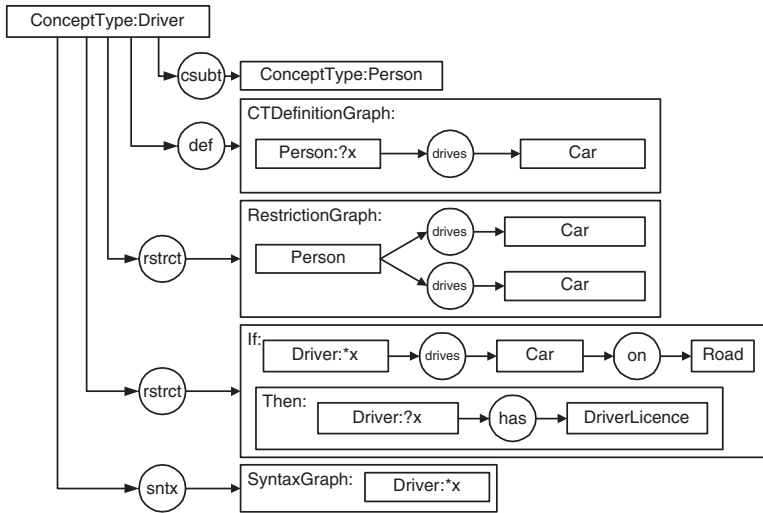 ConceptType:Driver
csubt
ConceptType:Person
CTDefinitionGraph:
def
Person:?x
drives
Car
RestrictionGraph:
drives
Car
rstrct
Person
drives
Car
If:
Driver:*x
drives
Car
on
Road
rstrct
Then:
Driver:?x
has
DriverLicence
sntx
SyntaxGraph:
Driver:*x